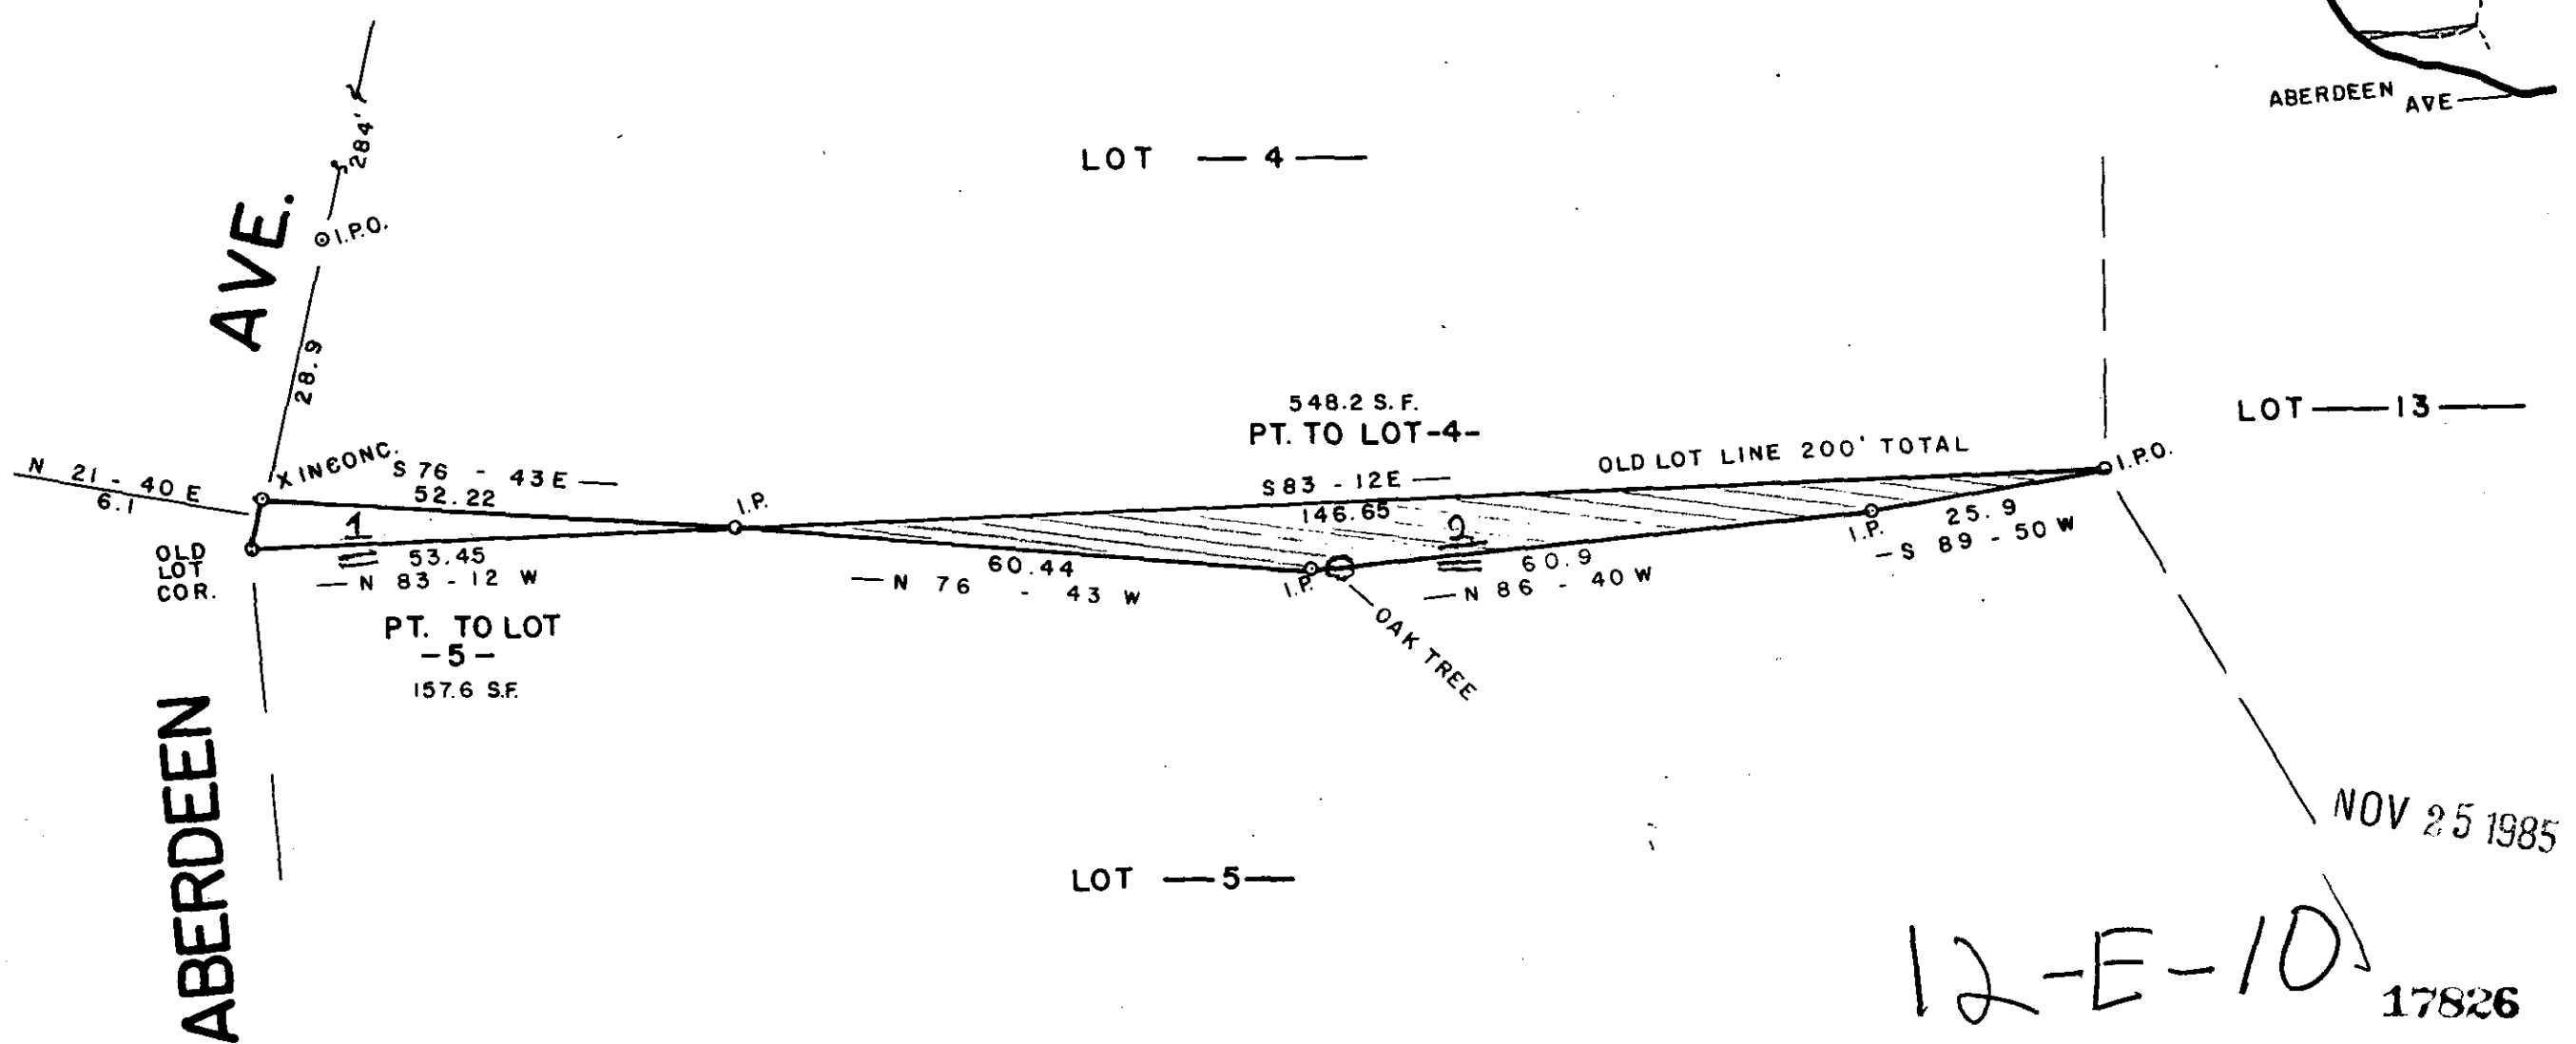 ABERDEEN AVE
284'
LOT — 4 —
AVE.
I.P.O.
28.9
548.2 S.F.
PT. TO LOT-4-
LOT — 13 —
OLD LOT LINE 200' TOTAL
I.P.O.
N 21 - 40 E
6.1
X IN CONC.
S 76 - 43 E —
52.22
I.P.
S 83 - 12 E —
146.65
1
2
OLD
LOT
COR.
53.45
— N 83 - 12 W
60.44
— N 76 - 43 W
I.P.
60.9
— N 86 - 40 W
I.P.
25.9
— S 89 - 50 W
OAK TREE
PT. TO LOT
- 5 -
157.6 S.F.
ABERDEEN
LOT — 5 —
NOV 25 1985
12-E-10
17826